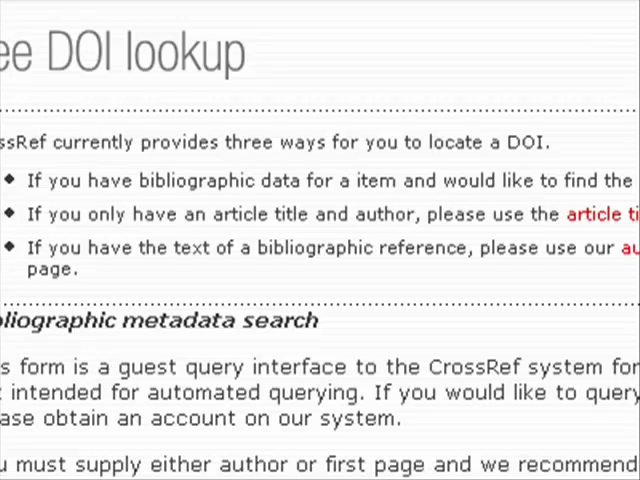 ee DOI lookup
ssRef currently provides three ways for you to locate a DOI.
If you have bibliographic data for a item and would like to find the
If you only have an article title and author, please use the article ti
If you have the text of a bibliographic reference, please use our au
page.
bliographic metadata search
s form is a guest query interface to the CrossRef system for
t intended for automated querying. If you would like to query
ase obtain an account on our system.
u must supply either author or first page and we recommend